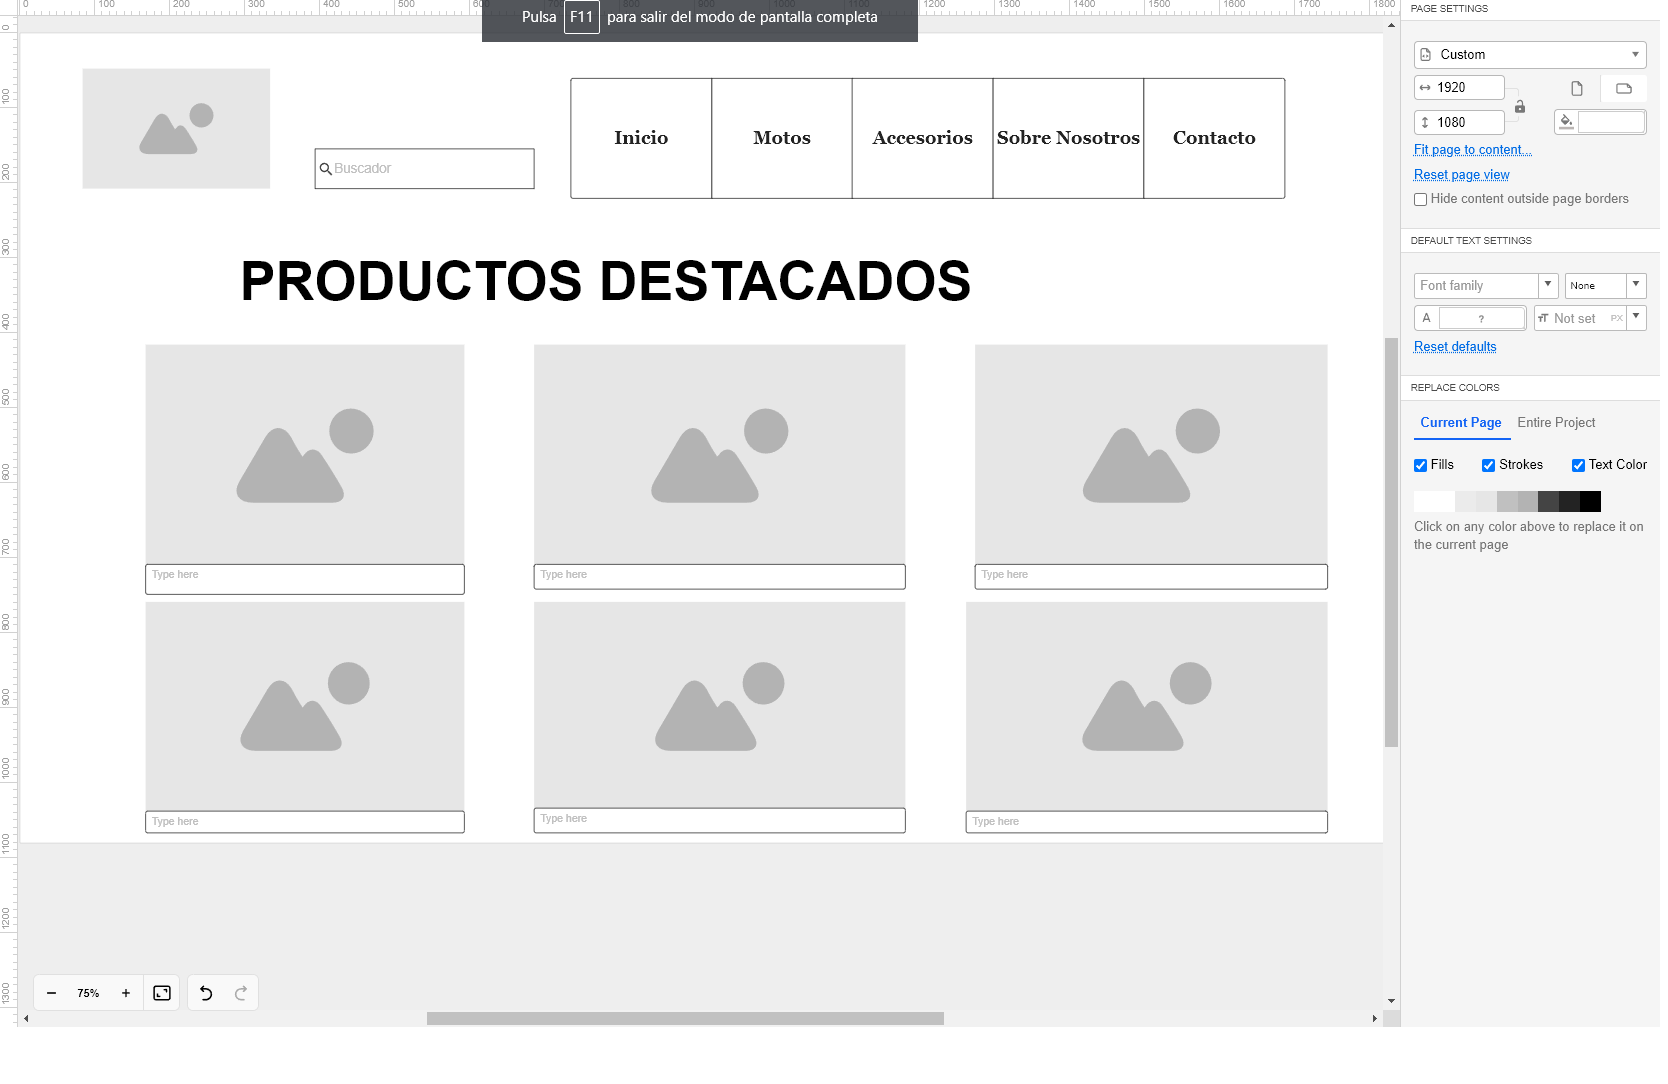 0 100 200 300 400 500 600 1200 1300 1400 1500 1600 1700 1800
Pulsa F11 para salir del modo de pantalla completa
PAGE SETTINGS
Custom
1920
1080
Fit page to content...
Reset page view
Hide content outside page borders
DEFAULT TEXT SETTINGS
Font family
None
A ?
тT Not set PX
Reset defaults
REPLACE COLORS
Current Page Entire Project
Fills Strokes Text Color
Click on any color above to replace it on
the current page
0
100
200
300
400
500
600
700
800
900
1000
1100
1200
1300
Buscador
Inicio Motos Accesorios Sobre Nosotros Contacto
PRODUCTOS DESTACADOS
Type here Type here Type here
Type here Type here Type here
75%